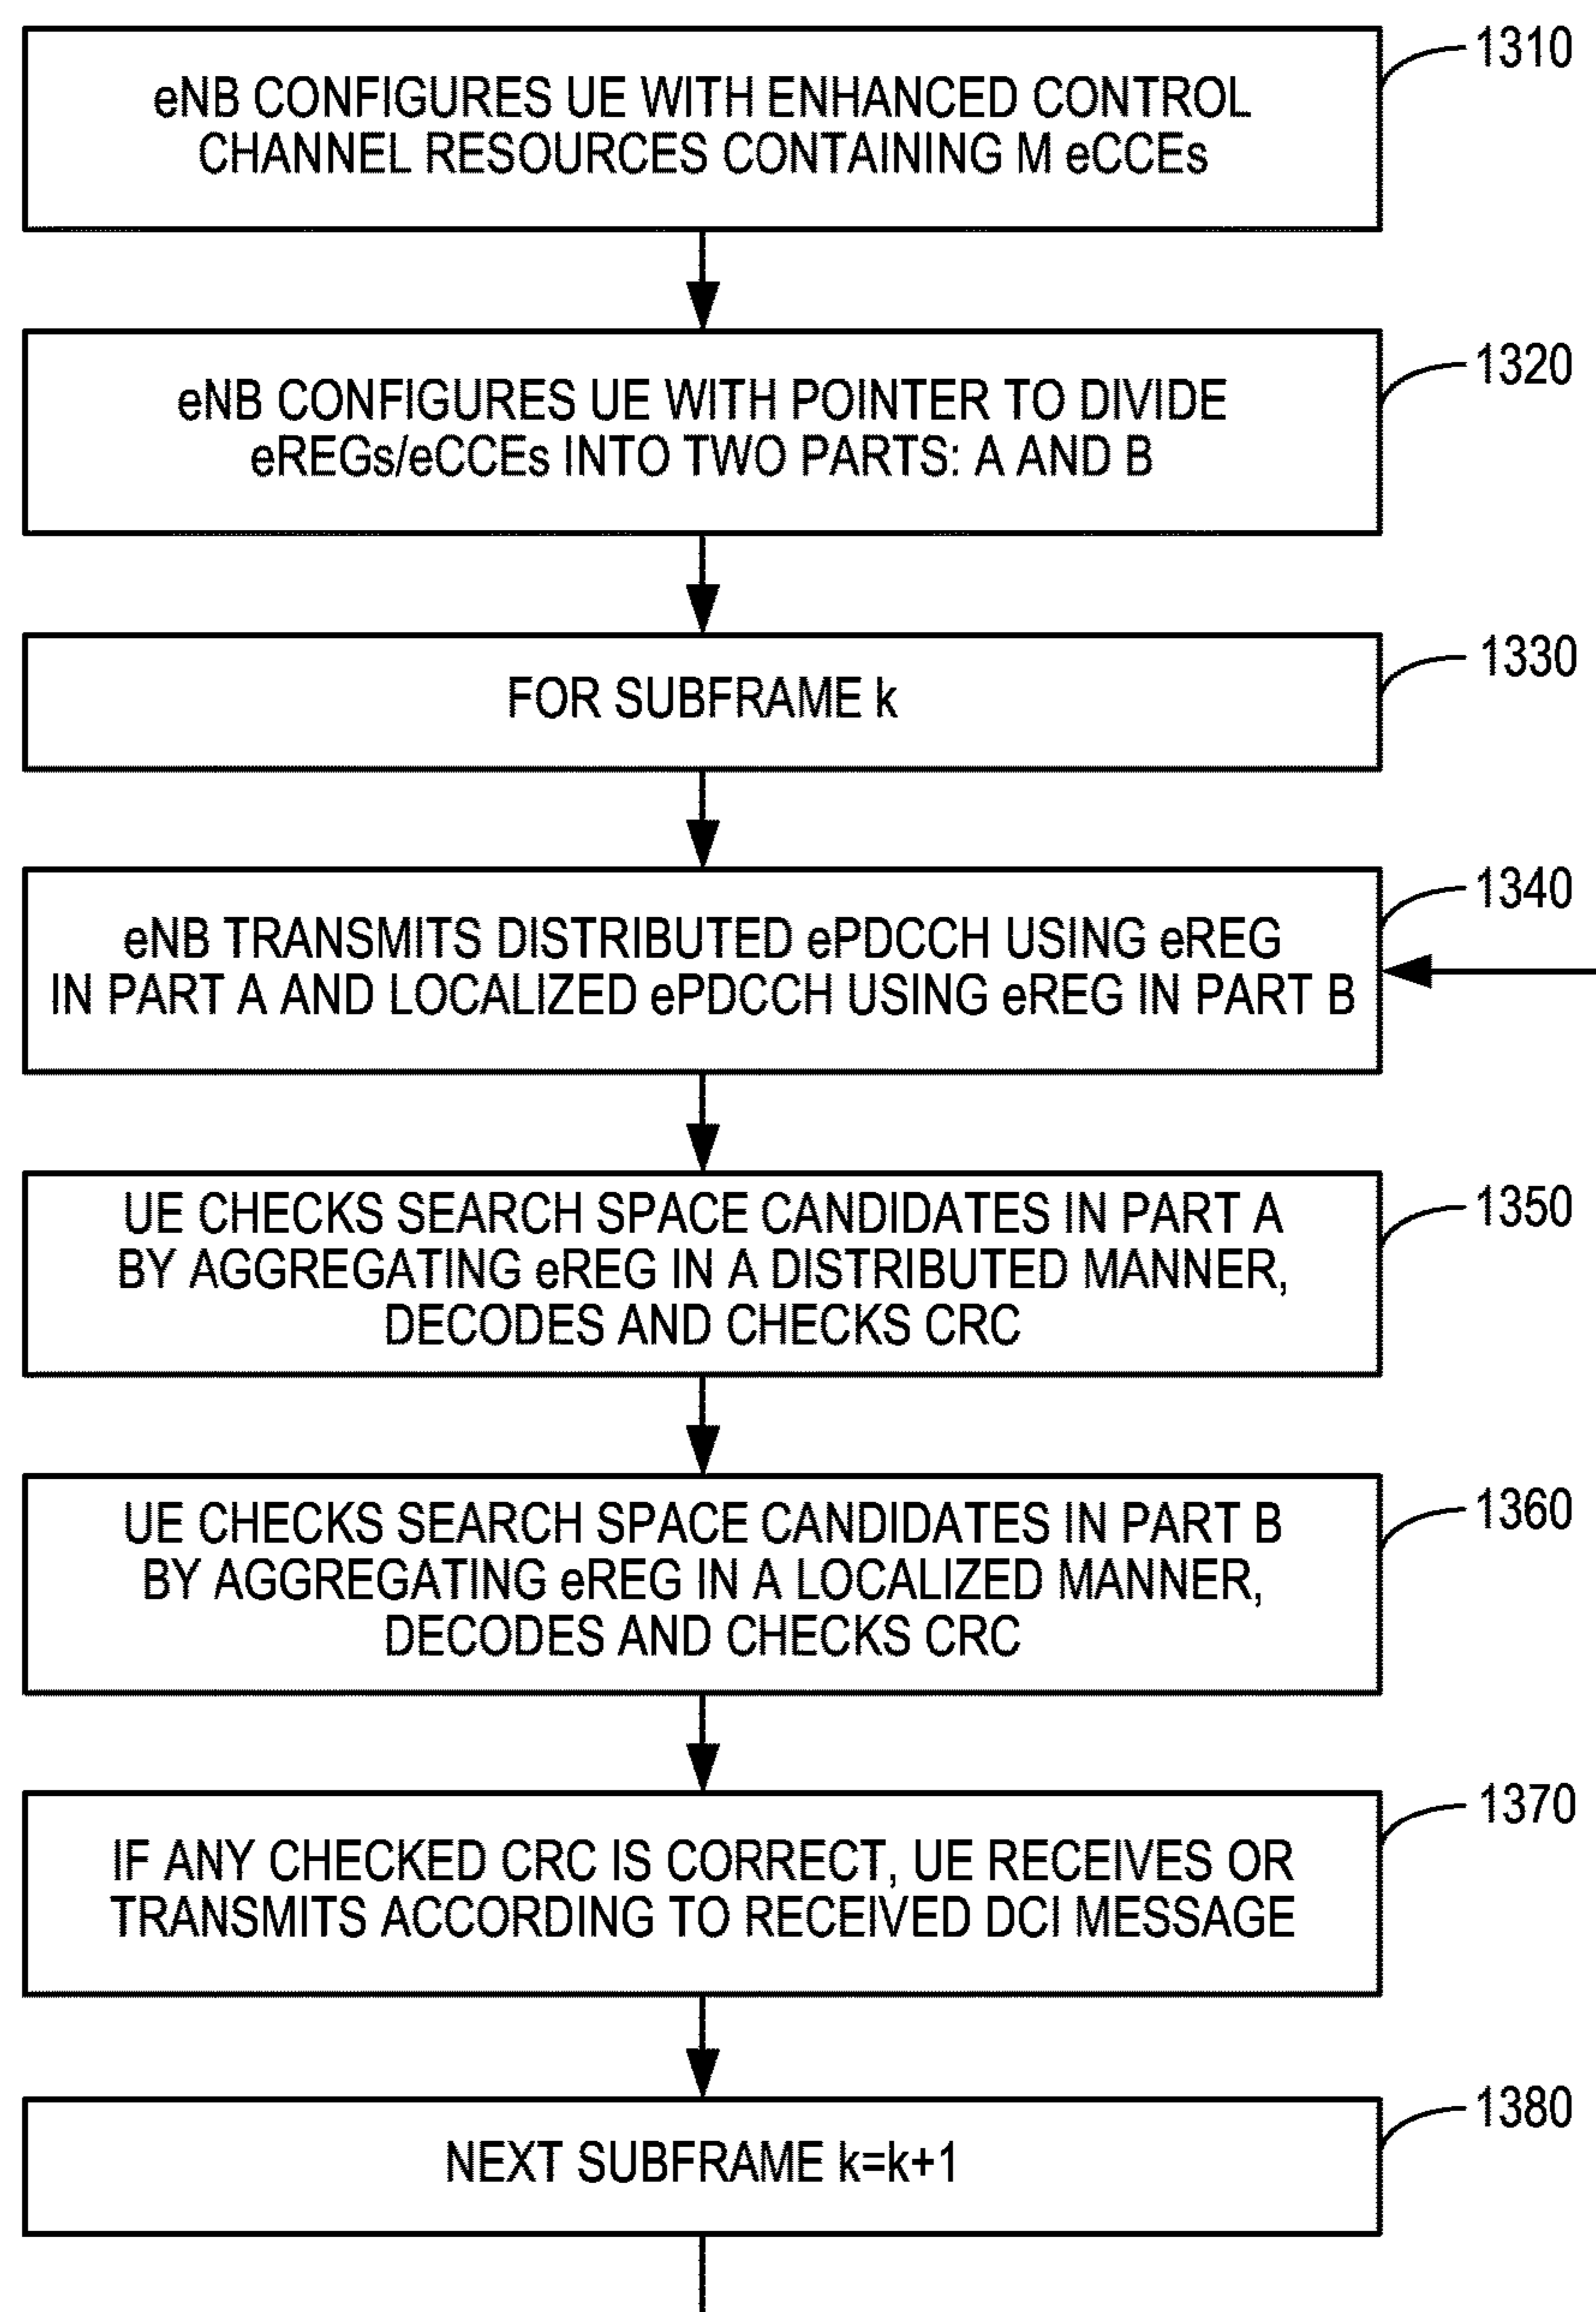 1310
eNB CONFIGURES UE WITH ENHANCED CONTROL
CHANNEL RESOURCES CONTAINING M eCCEs
1320
eNB CONFIGURES UE WITH POINTER TO DIVIDE
eREGs/eCCEs INTO TWO PARTS: A AND B
1330
FOR SUBFRAME k
1340
eNB TRANSMITS DISTRIBUTED ePDCCH USING eREG
IN PART A AND LOCALIZED ePDCCH USING eREG IN PART B
1350
UE CHECKS SEARCH SPACE CANDIDATES IN PART A
BY AGGREGATING eREG IN A DISTRIBUTED MANNER,
DECODES AND CHECKS CRC
1360
UE CHECKS SEARCH SPACE CANDIDATES IN PART B
BY AGGREGATING eREG IN A LOCALIZED MANNER,
DECODES AND CHECKS CRC
1370
IF ANY CHECKED CRC IS CORRECT, UE RECEIVES OR
TRANSMITS ACCORDING TO RECEIVED DCI MESSAGE
1380
NEXT SUBFRAME k=k+1